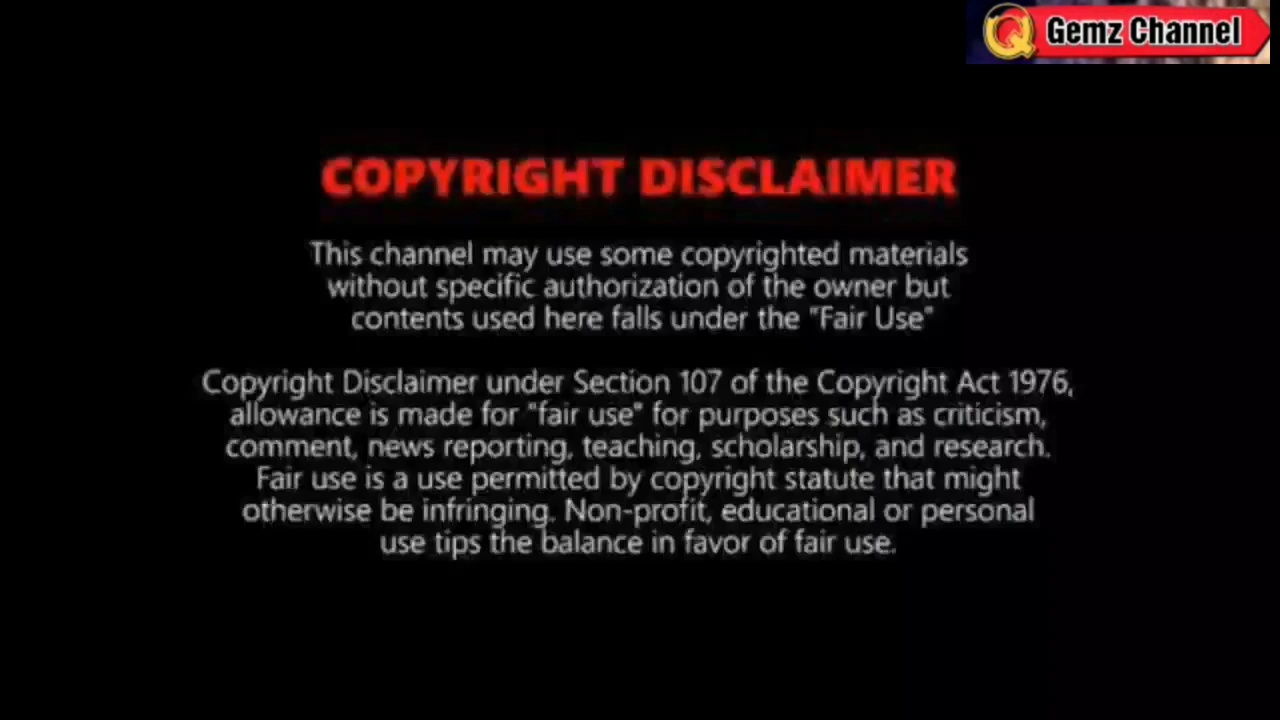 Gemz Channel
COPYRIGHT DISCLAIMER
This channel may use some copyrighted materials
without specific authorization of the owner but
contents used here falls under the "Fair Use"
Copyright Disclaimer under Section 107 of the Copyright Act 1976,
allowance is made for "fair use" for purposes such as criticism,
comment, news reporting, teaching, scholarship, and research.
Fair use is a use permitted by copyright statute that might
otherwise be infringing. Non-profit, educational or personal
use tips the balance in favor of fair use.